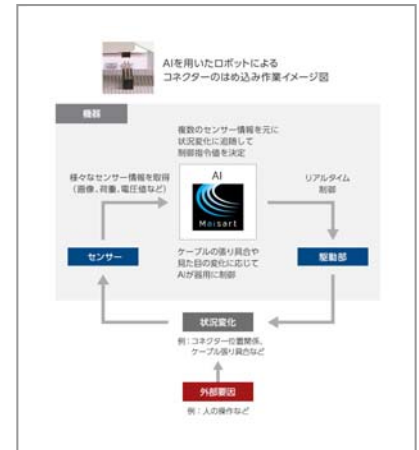 AIを用いたロボットによる
コネクターのはめ込み作業イメージ図
機器
複数のセンサー情報を元に
状況変化に追随して
制御指令値を決定
様々なセンサー情報を取得
(画像、荷重、電圧値など)
AI
Maisart
リアルタイム
制御
センサー
ケーブルの張り具合や
見た目の変化に応じて
AIが器用に制御
駆動部
状況変化
例：コネクター位置関係、
ケーブル張り具合など
外部要因
例：人の操作など